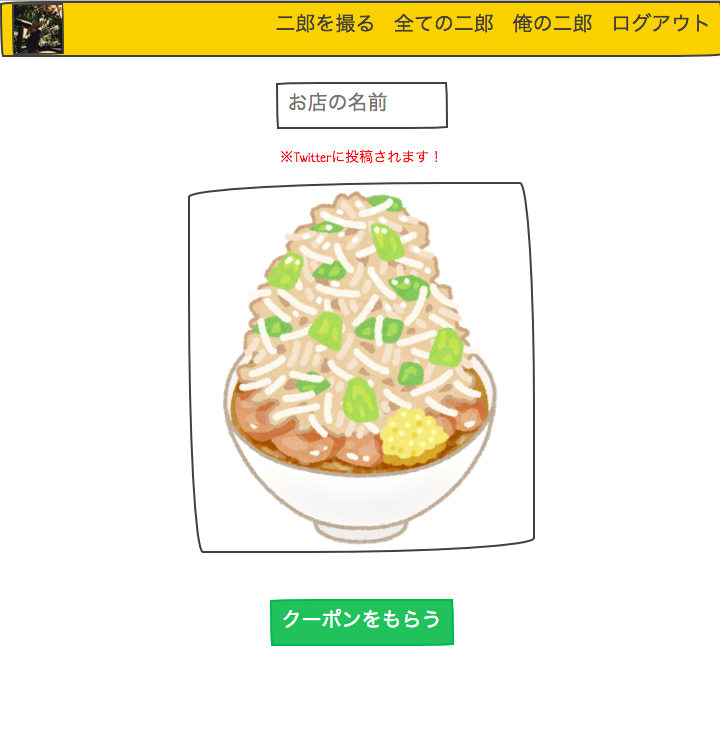 二郎を撮る 全ての二郎 俺の二郎 ログアウト
お店の名前
※Twitterに投稿されます！
クーポンをもらう